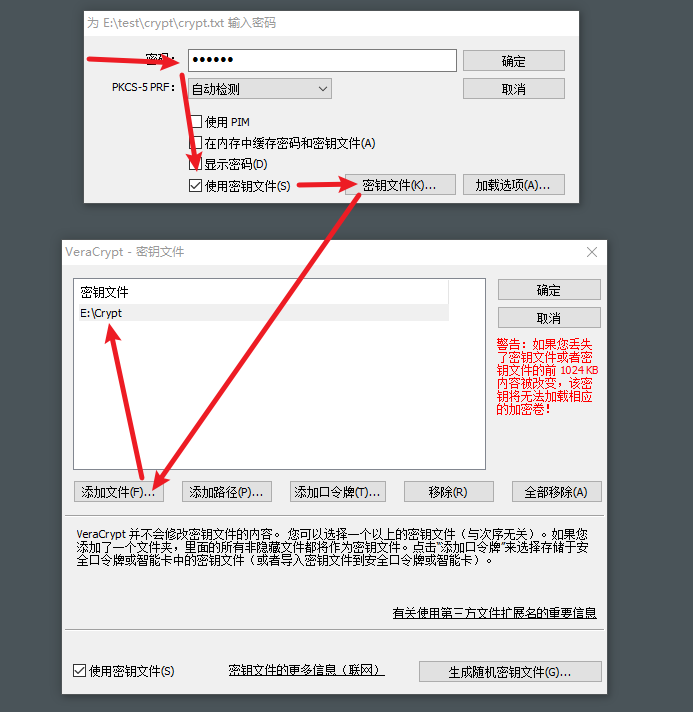 为 E:\test\crypt\crypt.txt 输入密码
密码： ●●●●●● 确定
PKCS-5 PRF： 自动检测 取消
使用 PIM
在内存中缓存密码和密钥文件(A)
显示密码(D)
使用密钥文件(S) 密钥文件(K)... 加载选项(A)...
VeraCrypt - 密钥文件
密钥文件
E:\Crypt
确定
取消
警告：如果您丢失
了密钥文件或者密
钥文件的前 1024 KB
内容被改变，该密
钥将无法加载相应
的加密卷！
添加文件(F)... 添加路径(P)... 添加口令牌(T)... 移除(R) 全部移除(A)
VeraCrypt 并不会修改密钥文件的内容。 您可以选择一个以上的密钥文件（与次序无关）。如果您
添加了一个文件夹，里面的所有非隐藏文件都将作为密钥文件。点击“添加口令牌”来选择存储于安
全口令牌或智能卡中的密钥文件（或者导入密钥文件到安全口令牌或智能卡）。
有关使用第三方文件扩展名的重要信息
使用密钥文件(S) 密钥文件的更多信息（联网） 生成随机密钥文件(G)...